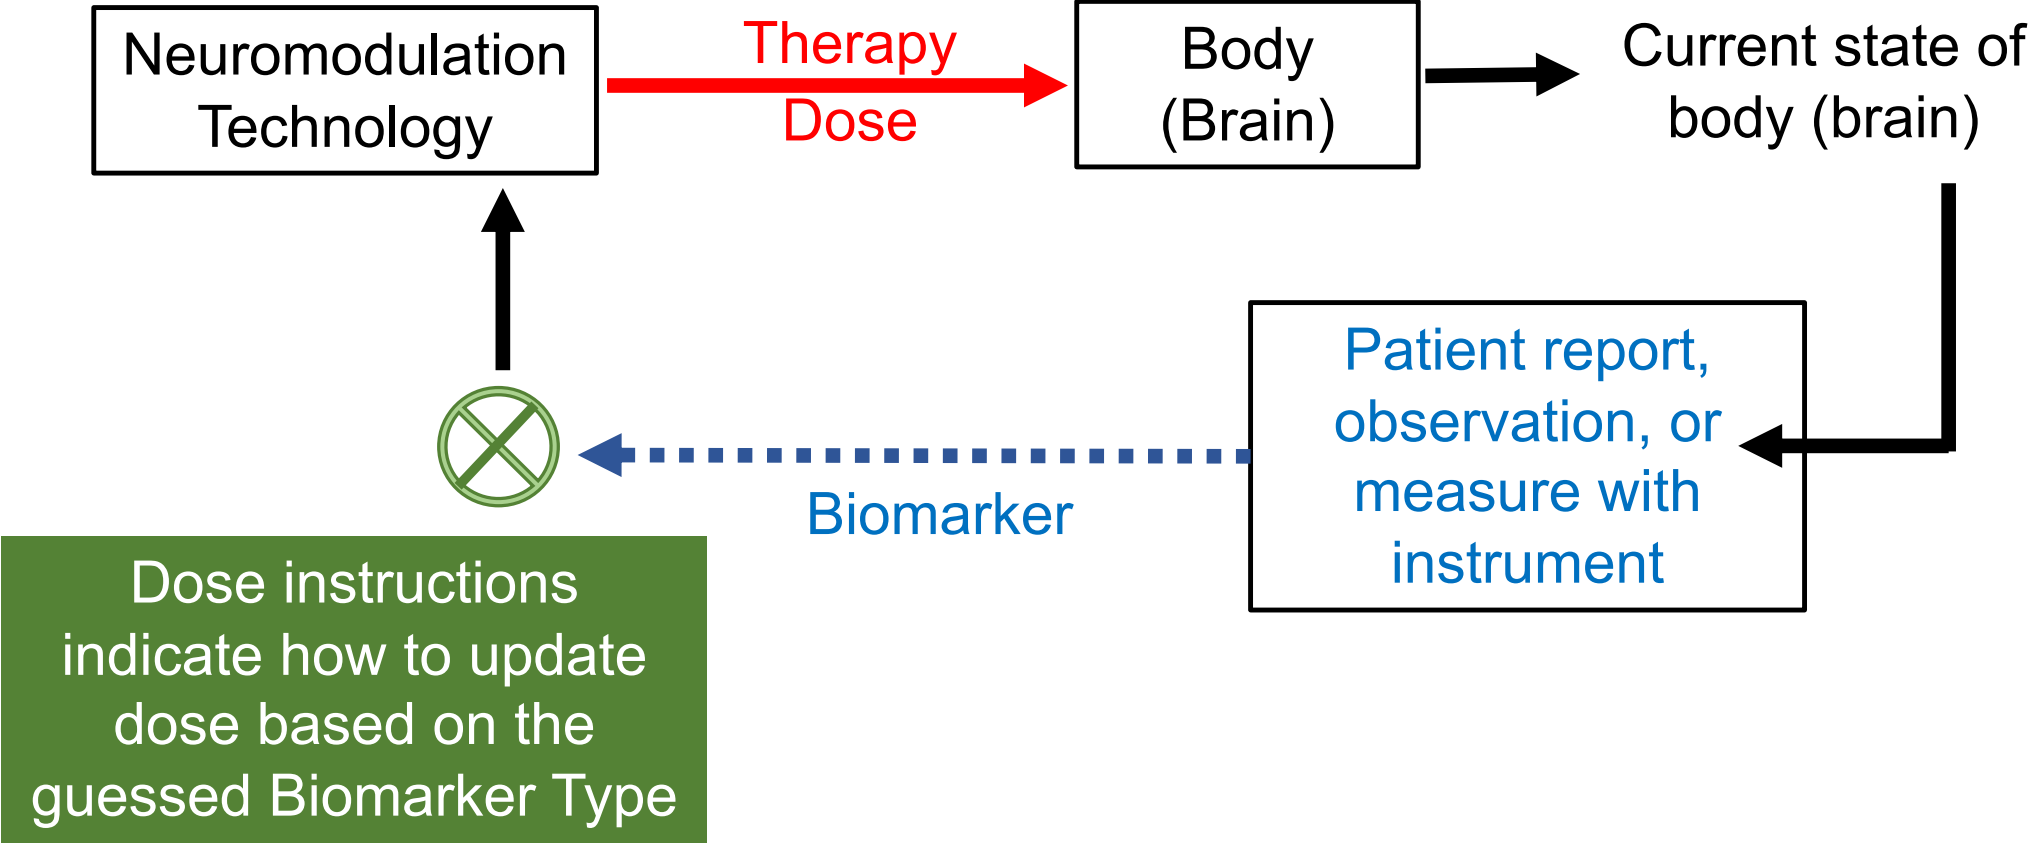 Neuromodulation
Technology
Therapy
Dose
Body
(Brain)
Current state of
body (brain)
Patient report,
observation, or
measure with
instrument
Biomarker
Dose instructions
indicate how to update
dose based on the
guessed Biomarker Type